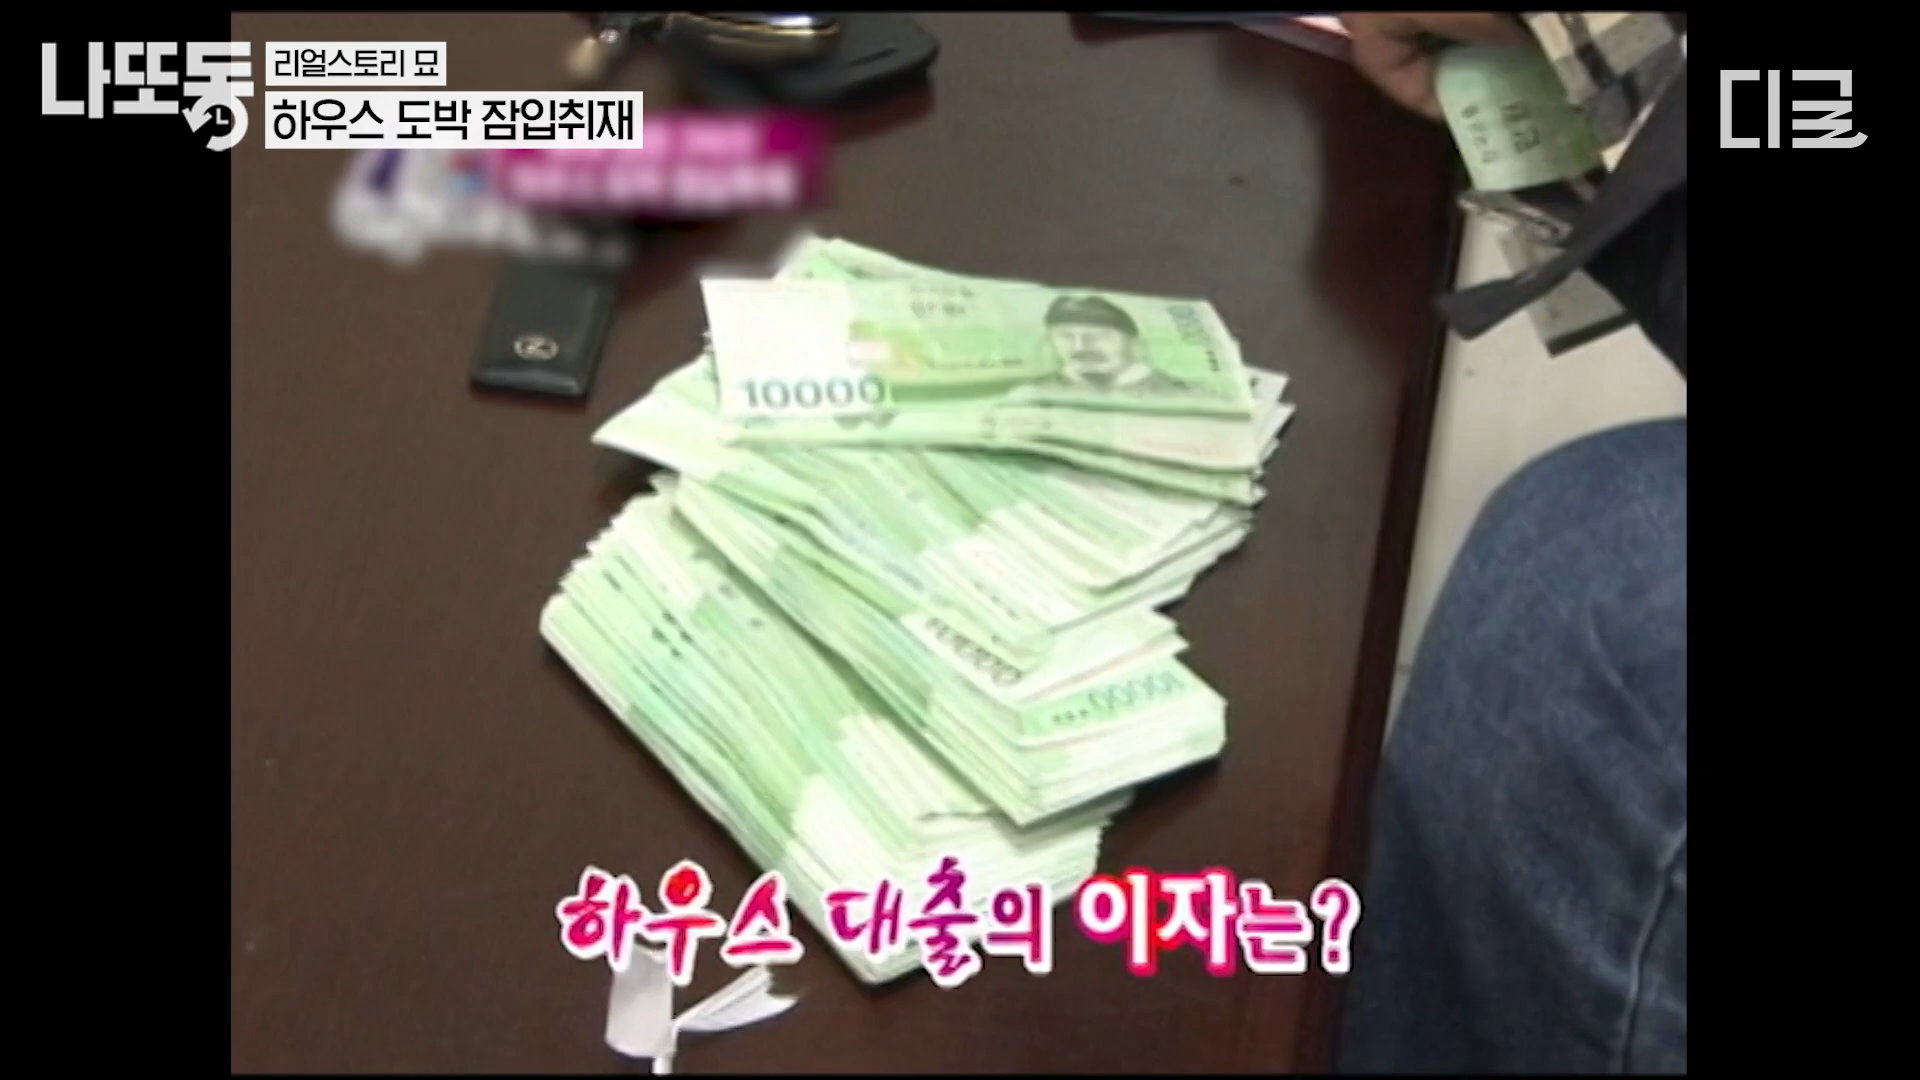 나또동
리얼스토리 묘
하우스 도박 잠입취재
디글
10000
10000
하우스 대출의 이자는?